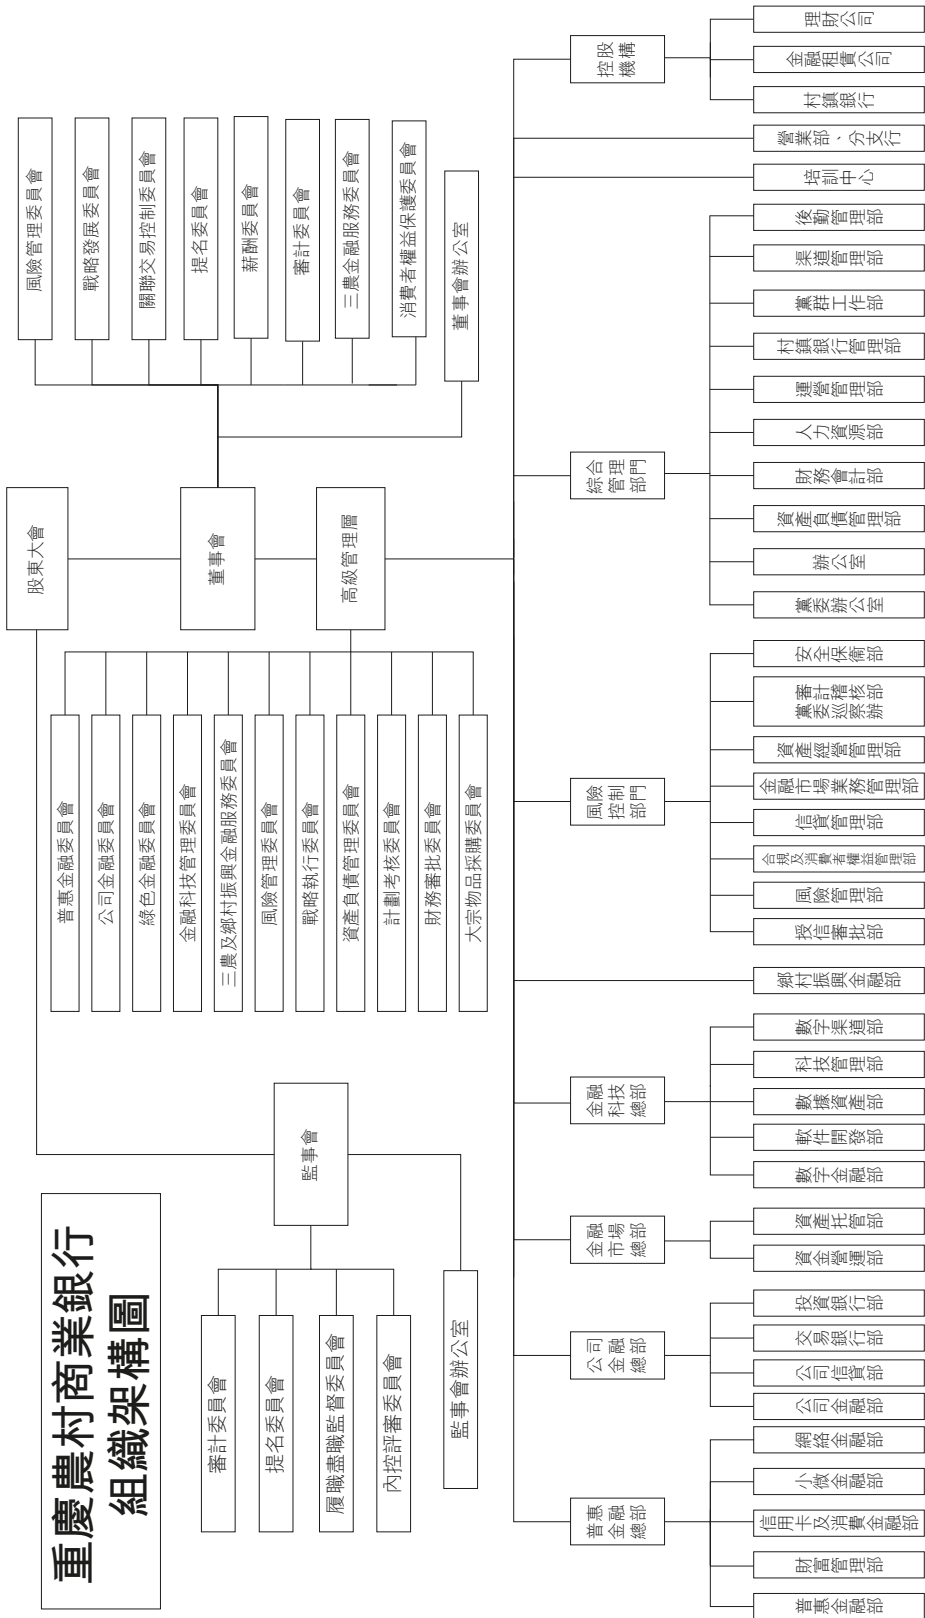 重慶農村商業銀行
組織架構圖
股東大會
監事會
董事會
高級管理層
審計委員會
提名委員會
履職盡職監督委員會
內控評審委員會
監事會辦公室
普惠金融委員會
公司金融委員會
綠色金融委員會
金融科技管理委員會
三農及鄉村振興金融服務委員會
風險管理委員會
戰略執行委員會
資產負債管理委員會
計劃考核委員會
財務審批委員會
大宗物品採購委員會
風險管理委員會
戰略發展委員會
關聯交易控制委員會
提名委員會
薪酬委員會
審計委員會
三農金融服務委員會
消費者權益保護委員會
董事會辦公室
普惠
金融
總部
公司
金融
總部
金融
市場
總部
金融
科技
總部
風險
控制
部門
綜合
管理
部門
控股
機構
普惠金融部
財富管理部
信用卡及消費金融部
小微金融部
網絡金融部
公司金融部
公司信貸部
交易銀行部
投資銀行部
資金營運部
資產托管部
數字金融部
軟件開發部
數據資產部
科技管理部
數字渠道部
鄉村振興金融部
授信審批部
風險管理部
合規及消費者權益管理部
信貸管理部
金融市場業務管理部
資產經營管理部
黨委巡察辦
審計稽核部
安全保衛部
黨委辦公室
辦公室
資產負債管理部
財務會計部
人力資源部
運營管理部
村鎮銀行管理部
黨群工作部
渠道管理部
後勤管理部
培訓中心
營業部、分支行
村鎮銀行
金融租賃公司
理財公司